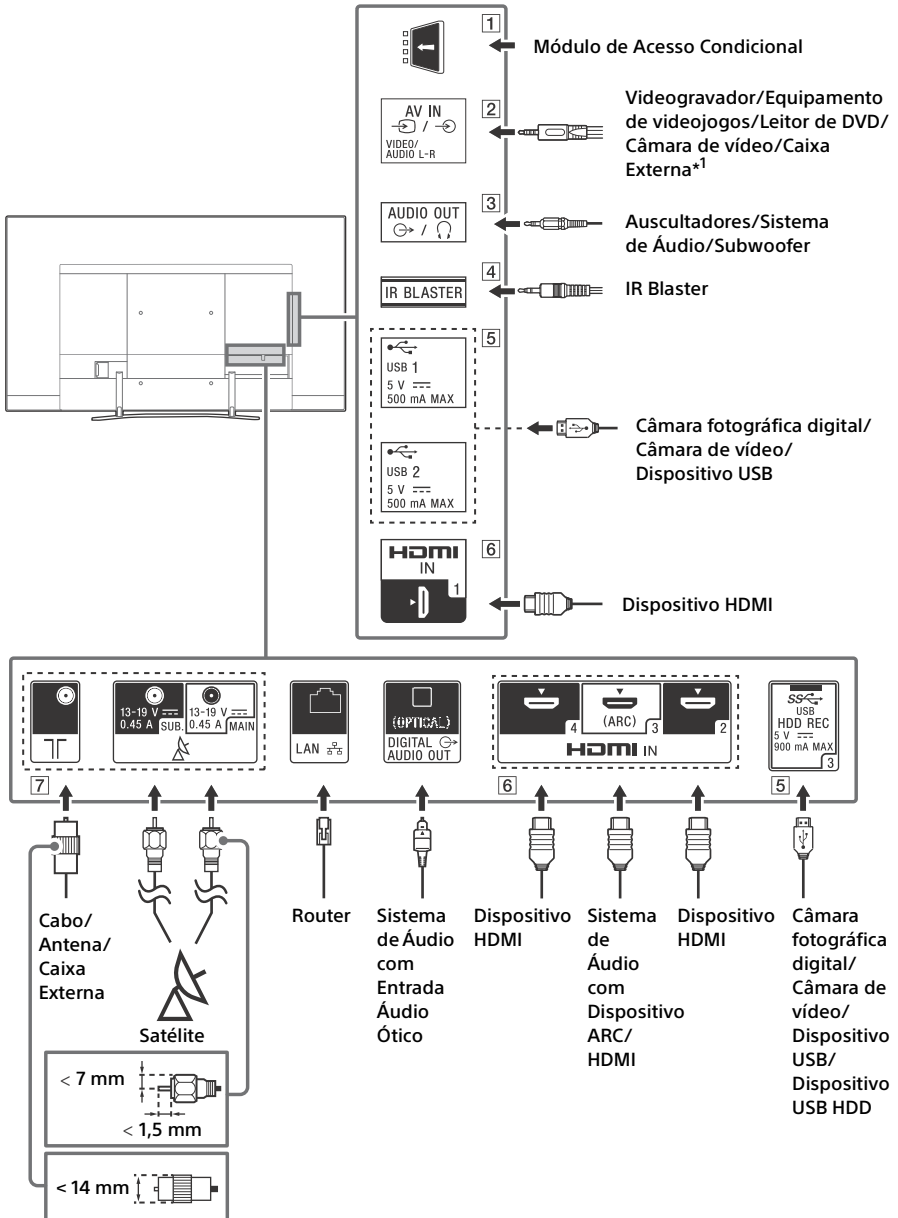 1
Módulo de Acesso Condicional
AV IN
/
VIDEO/
AUDIO L-R
2
Videogravador/Equipamento
de videojogos/Leitor de DVD/
Câmara de vídeo/Caixa
Externa*1
AUDIO OUT
/
3
Auscultadores/Sistema
de Áudio/Subwoofer
4
IR BLASTER
IR Blaster
5
USB 1
5 V
500 mA MAX
USB 2
5 V
500 mA MAX
Câmara fotográfica digital/
Câmara de vídeo/
Dispositivo USB
6
HDMI
IN
1
Dispositivo HDMI
13-19 V
0.45 A SUB.
13-19 V
0.45 A MAIN
LAN
(OPTICAL)
DIGITAL
AUDIO OUT
4
(ARC)
3
2
HDMI IN
SS
USB
HDD REC
5 V
900 mA MAX
3
7
6
5
Cabo/
Antena/
Caixa
Externa
Satélite
Router
Sistema
de Áudio
com
Entrada
Áudio
Ótico
Dispositivo
HDMI
Sistema
de
Áudio
com
Dispositivo
ARC/
HDMI
Dispositivo
HDMI
Câmara
fotográfica
digital/
Câmara de
vídeo/
Dispositivo
USB/
Dispositivo
USB HDD
< 7 mm
< 1,5 mm
< 14 mm